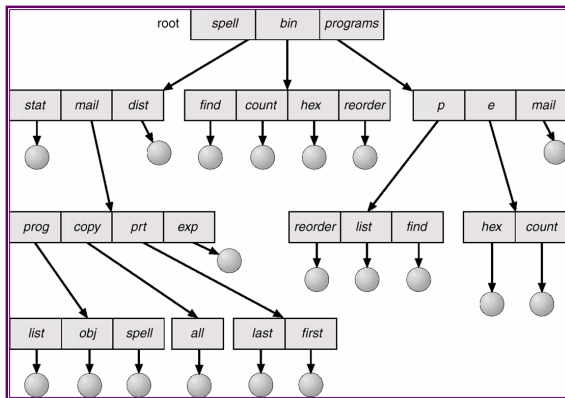 root spell bin programs
stat mail dist find count hex reorder p e mail
prog copy prt exp reorder list find hex count
list obj spell all last first